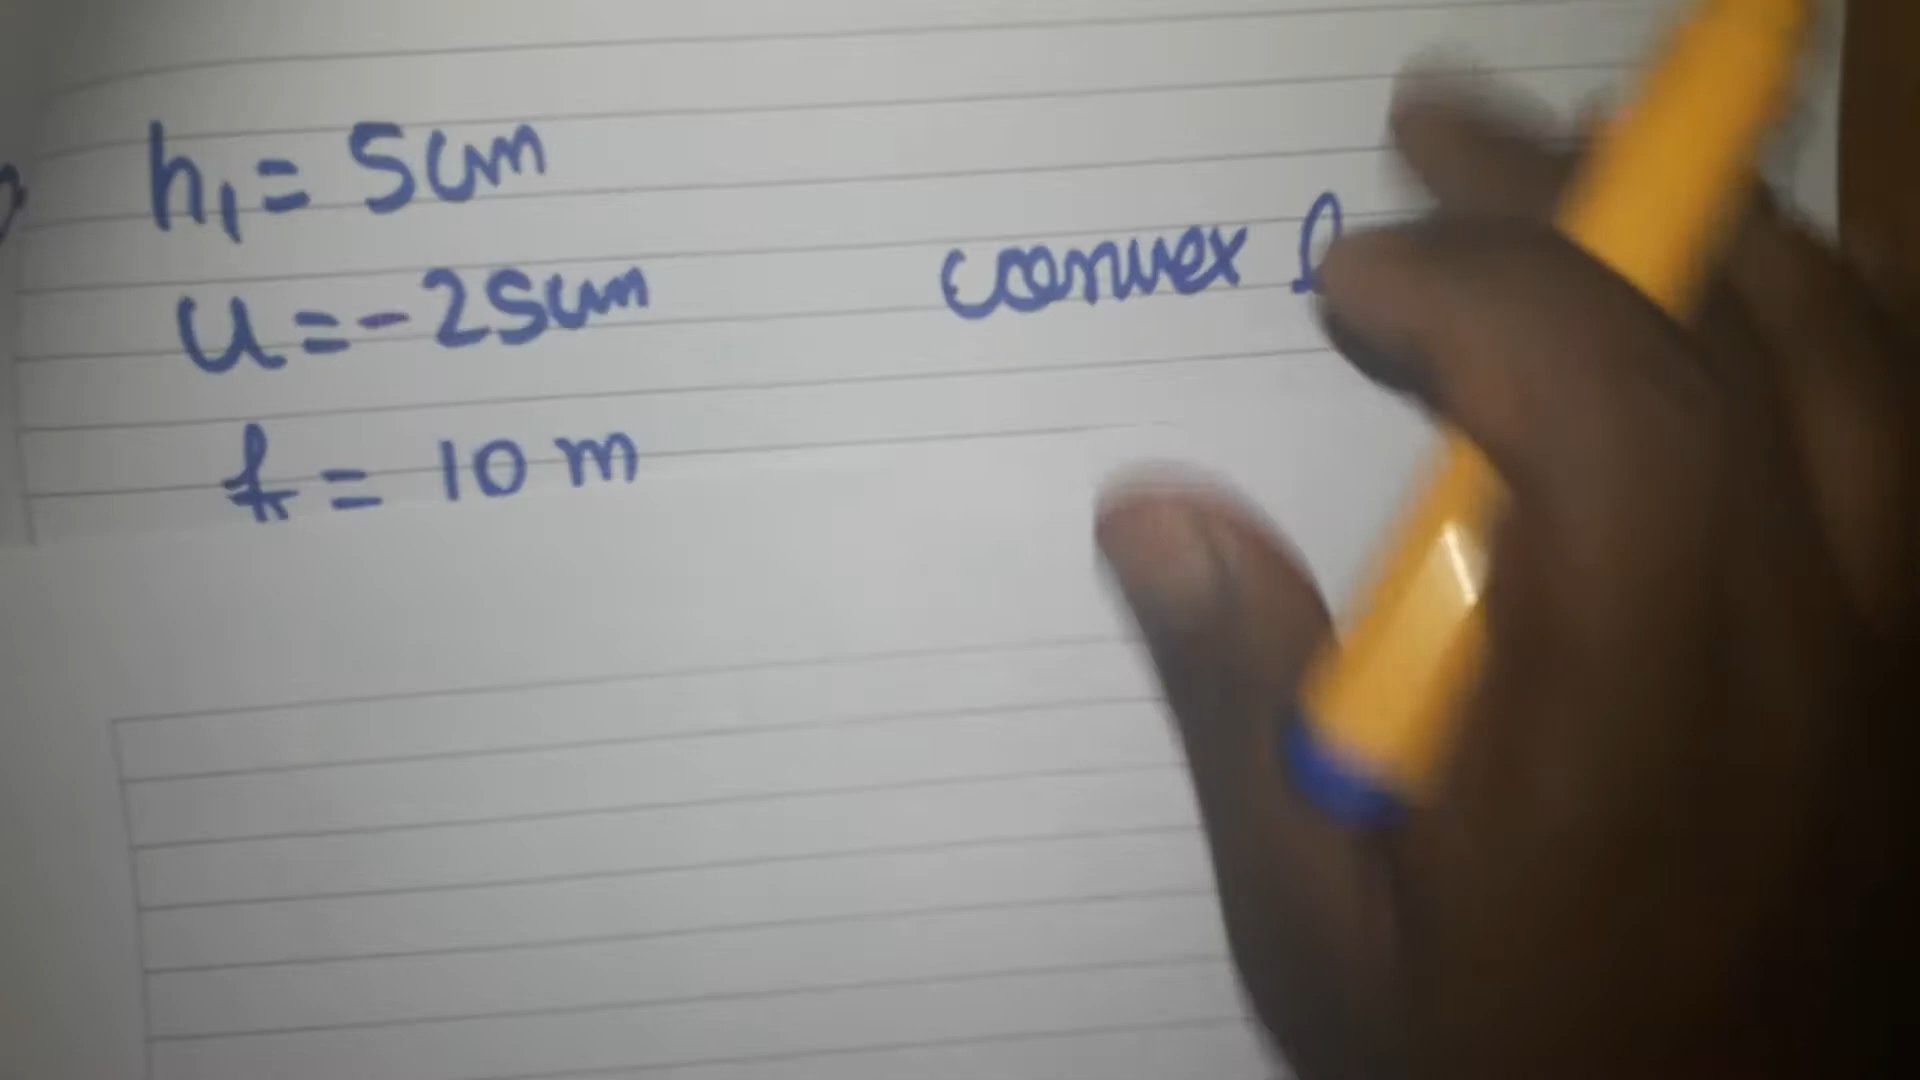 h₁ = 5cm
u = -25cm
convex
f = 10 m